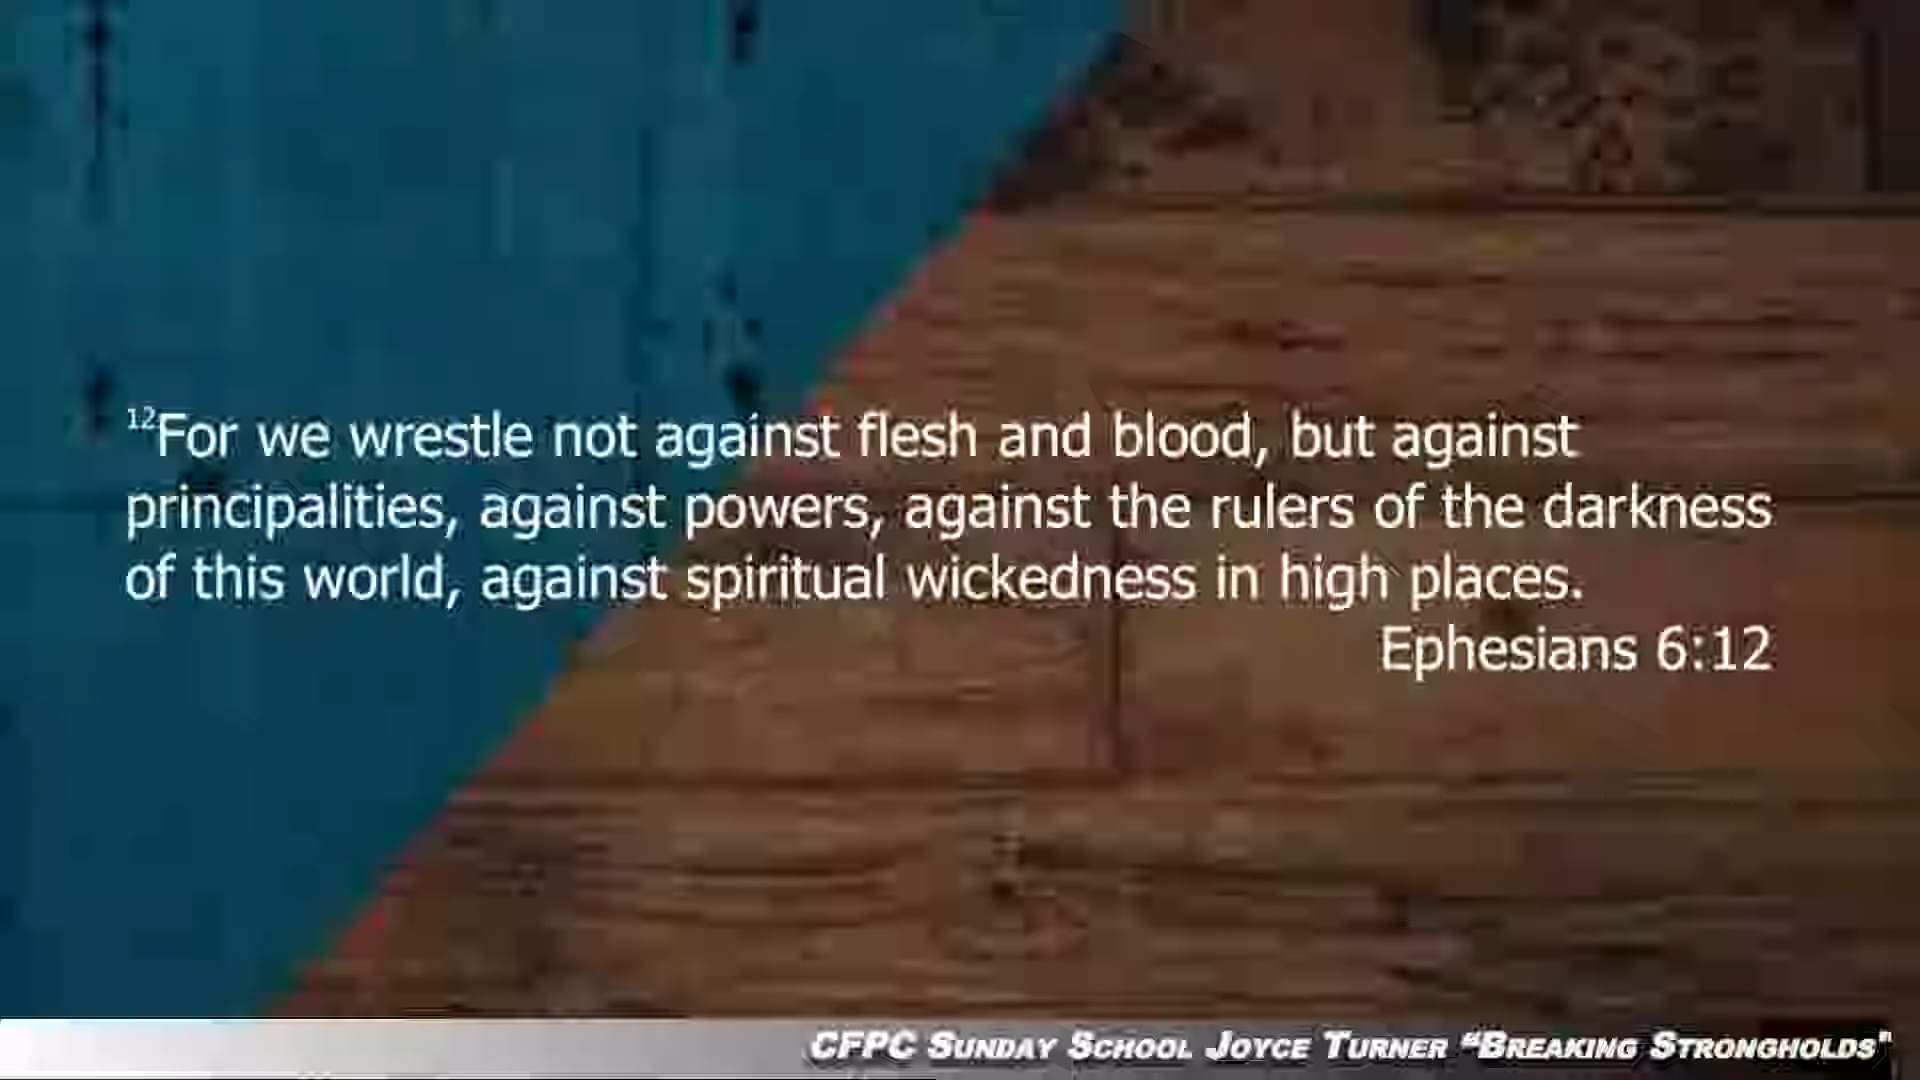 12For we wrestle not against flesh and blood, but against
principalities, against powers, against the rulers of the darkness
of this world, against spiritual wickedness in high places.
Ephesians 6:12
CFPC Sunday School Joyce Turner “Breaking Strongholds"